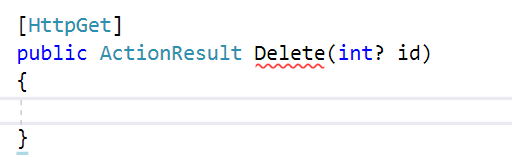 [HttpGet]
public ActionResult Delete(int? id)
{
}